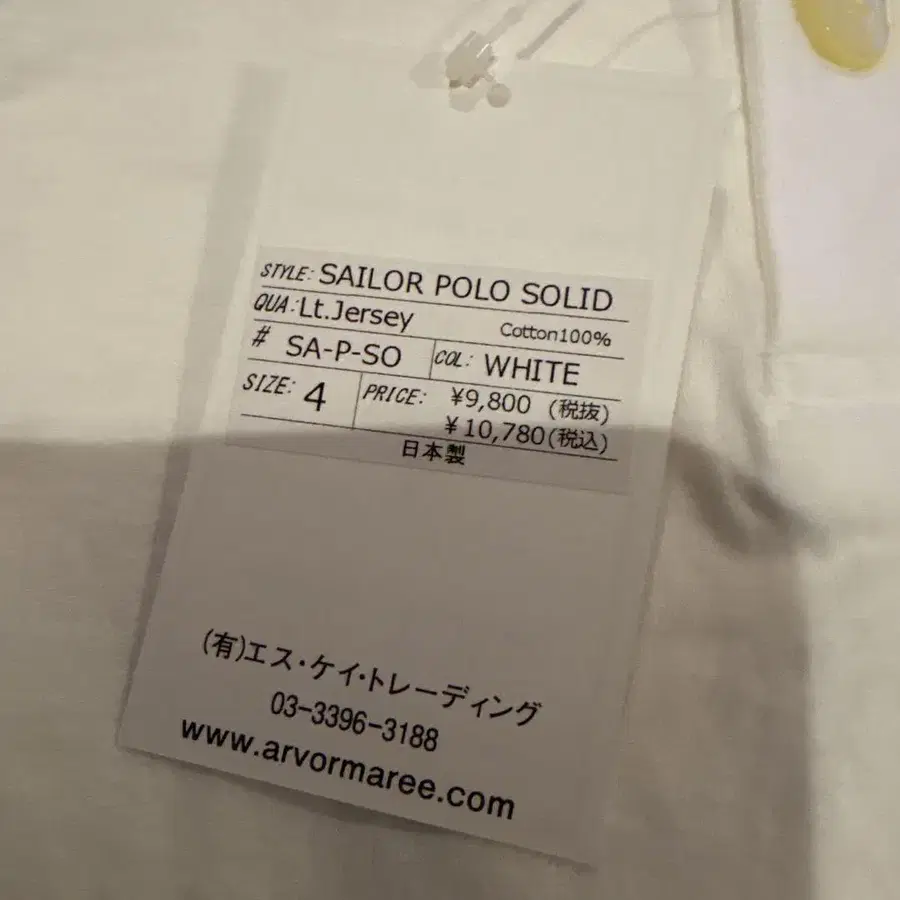 STYLE: SAILOR POLO SOLID
QUA: Lt.Jersey Cotton100%
# SA-P-SO COL: WHITE
SIZE: 4 PRICE: ¥9,800 (税抜)
¥10,780(税込)
日本製
(有)エス・ケイ・トレーディング
03-3396-3188
www.arvormaree.com